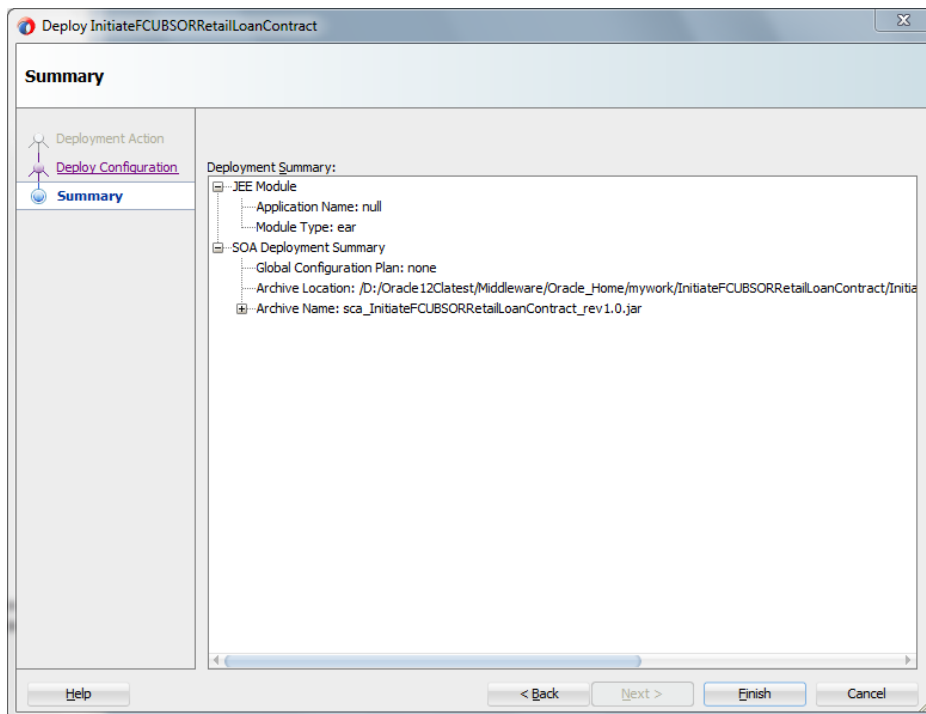 Deploy InitiateFCUBSORRetailLoanContract
Summary
Deployment Action
Deploy Configuration
Summary
Deployment Summary:
JEE Module
Application Name: null
Module Type: ear
SOA Deployment Summary
Global Configuration Plan: none
Archive Location: /D:/Oracle12Clatest/Middleware/Oracle_Home/mywork/InitiateFCUBSORRetailLoanContract/Initia
Archive Name: sca_InitiateFCUBSORRetailLoanContract_rev1.0.jar
Help
< Back
Next >
Finish
Cancel